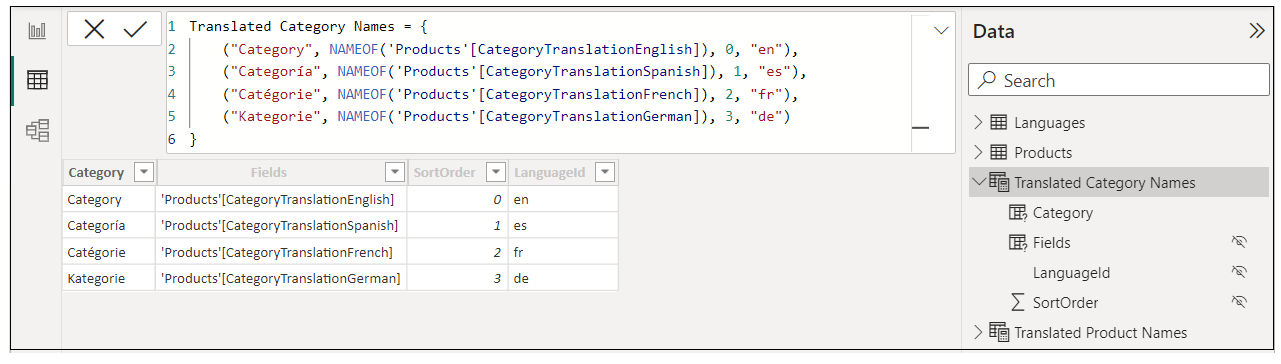 1 Translated Category Names = {
2 ("Category", NAMEOF('Products'[CategoryTranslationEnglish]), 0, "en"),
3 ("Categoría", NAMEOF('Products'[CategoryTranslationSpanish]), 1, "es"),
4 ("Catégorie", NAMEOF('Products'[CategoryTranslationFrench]), 2, "fr"),
5 ("Kategorie", NAMEOF('Products'[CategoryTranslationGerman]), 3, "de")
6 }
Category Fields SortOrder LanguageId
Category 'Products'[CategoryTranslationEnglish] 0 en
Categoría 'Products'[CategoryTranslationSpanish] 1 es
Catégorie 'Products'[CategoryTranslationFrench] 2 fr
Kategorie 'Products'[CategoryTranslationGerman] 3 de
Data
Search
Languages
Products
Translated Category Names
Category
Fields
LanguageId
SortOrder
Translated Product Names